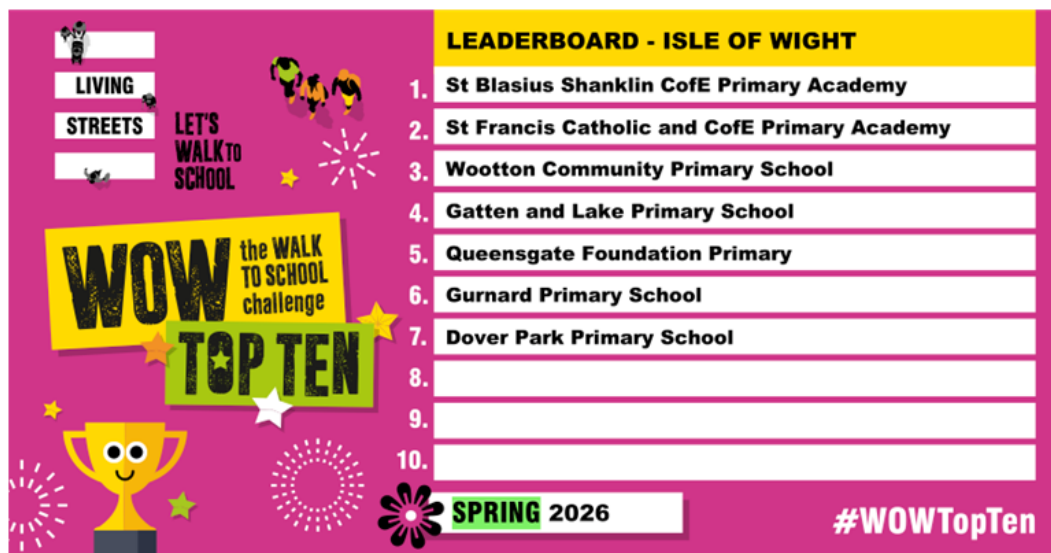 LIVING
STREETS
LET'S
WALK TO
SCHOOL
WOW
the WALK
TO SCHOOL
challenge
TOP TEN
LEADERBOARD - ISLE OF WIGHT
1. St Blasius Shanklin CofE Primary Academy
2. St Francis Catholic and CofE Primary Academy
3. Wootton Community Primary School
4. Gatten and Lake Primary School
5. Queensgate Foundation Primary
6. Gurnard Primary School
7. Dover Park Primary School
8.
9.
10.
SPRING 2026
#WOWTopTen